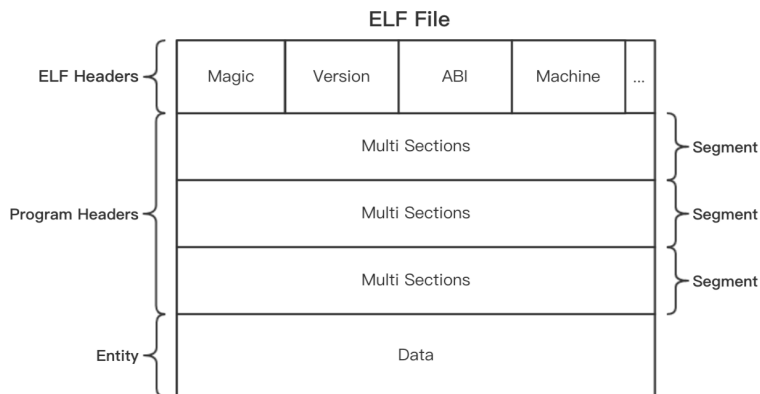 ELF File
ELF Headers
Magic
Version
ABI
Machine
...
Multi Sections
Segment
Program Headers
Multi Sections
Segment
Multi Sections
Segment
Entity
Data